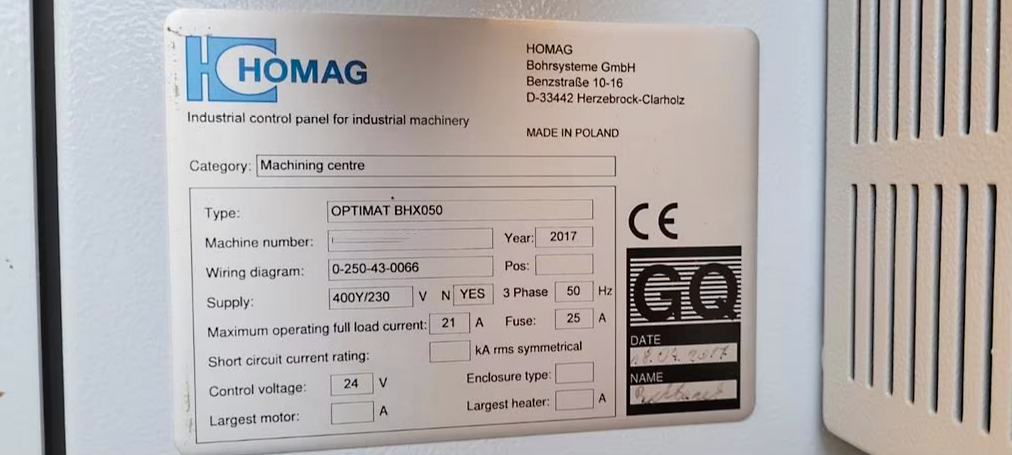 HOMAG
HOMAG
Bohrsysteme GmbH
Benzstraße 10-16
D-33442 Herzebrock-Clarholz
Industrial control panel for industrial machinery
MADE IN POLAND
Category: Machining centre
Type: OPTIMAT BHX050
Machine number:
Year: 2017
Wiring diagram: 0-250-43-0066
Pos:
Supply: 400Y/230 V N YES 3 Phase 50 Hz
Maximum operating full load current: 21 A Fuse: 25 A
Short circuit current rating: kA rms symmetrical
Control voltage: 24 V
Enclosure type:
Largest motor: A
Largest heater: A
CE
GQ
DATE
NAME